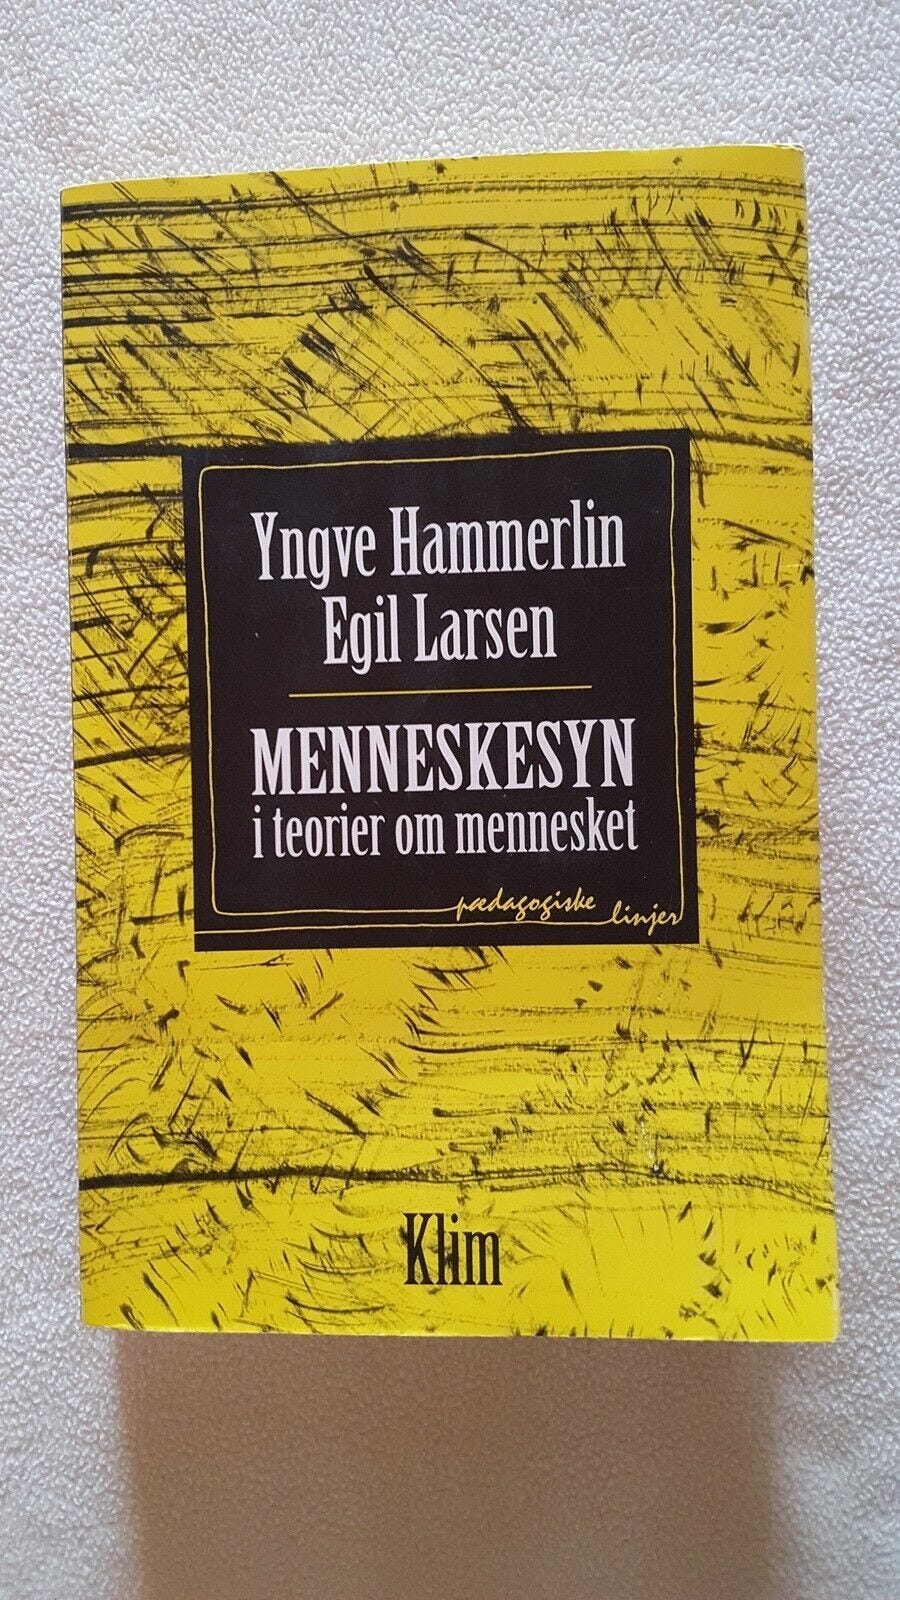 Yngve Hammerlin
Egil Larsen
MENNESKESYN
i teorier om mennesket
pædagogiske
linjer
Klim